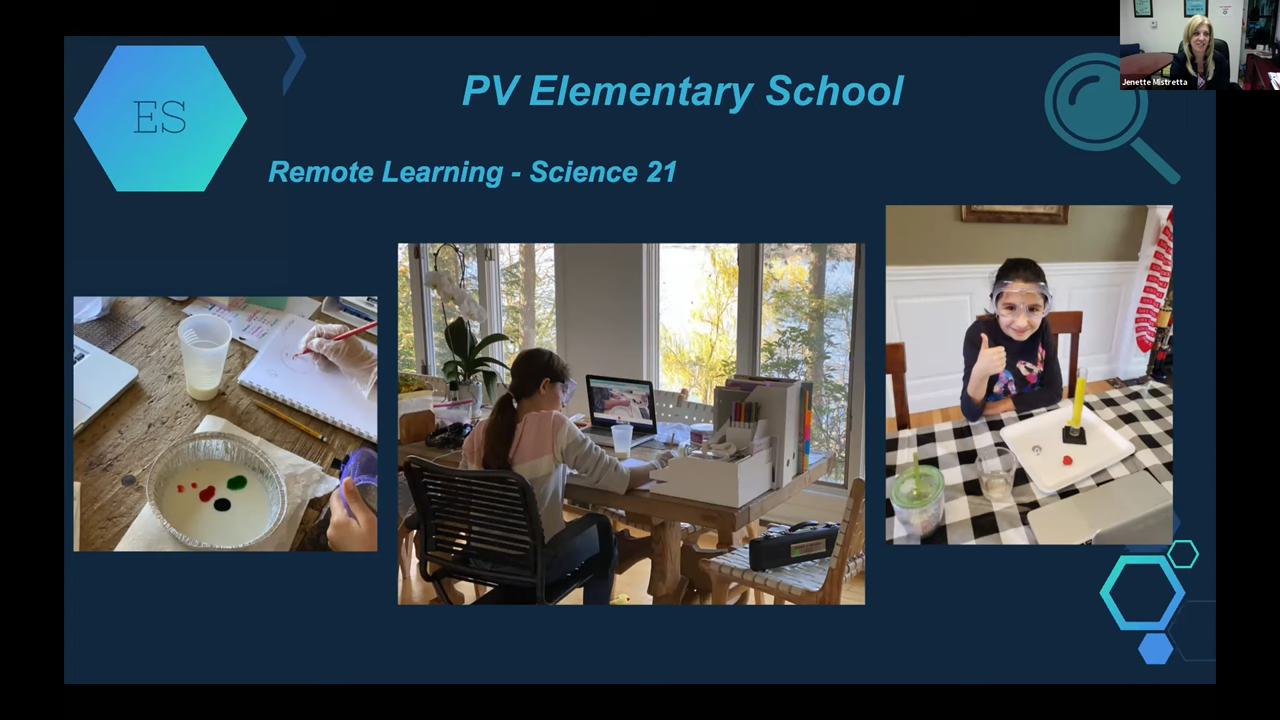 Jenette Mistretta
ES
PV Elementary School
Remote Learning - Science 21